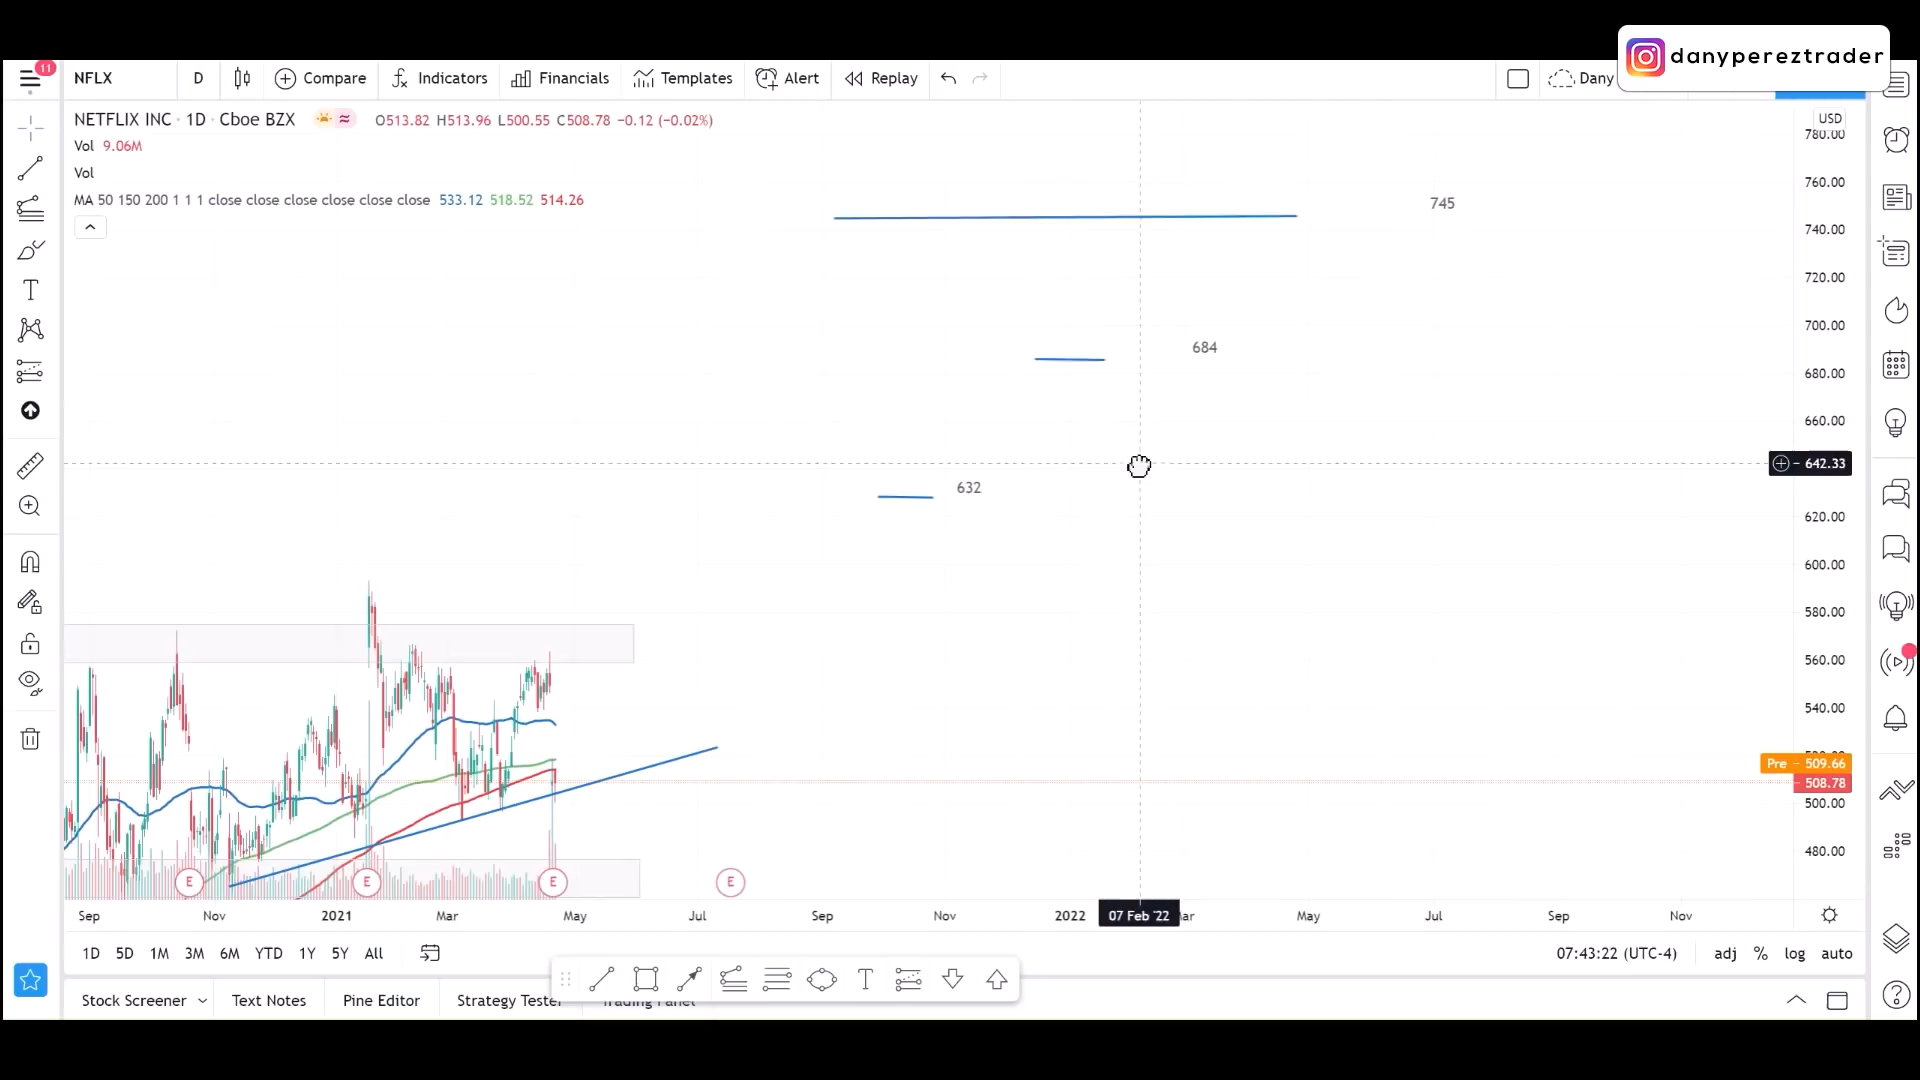 danypereztrader
11
NFLX D Compare Indicators Financials Templates Alert Replay Dany
NETFLIX INC · 1D · Cboe BZX O513.82 H513.96 L500.55 C508.78 −0.12 (−0.02%)
USD
780.00
Vol 9.06M
Vol
760.00
MA 50 150 200 1 1 1 close close close close close close 533.12 518.52 514.26
745
740.00
720.00
700.00
684
680.00
660.00
642.33
632
620.00
600.00
580.00
560.00
540.00
Pre 509.66
508.78
500.00
480.00
E E E E
Sep Nov 2021 Mar May Jul Sep Nov 2022 07 Feb '22 May Jul Sep Nov
1D 5D 1M 3M 6M YTD 1Y 5Y All 07:43:22 (UTC-4) adj % log auto
Stock Screener Text Notes Pine Editor Strategy Tester Trading Panel